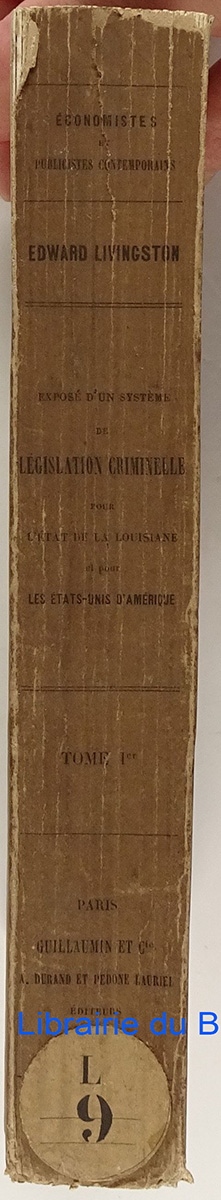 ÉCONOMISTES
ET
PUBLICISTES CONTEMPORAINS
EDWARD LIVINGSTON
EXPOSÉ D'UN SYSTÈME
DE
LÉGISLATION CRIMINELLE
POUR
L'ÉTAT DE LA LOUISIANE
et pour
LES ÉTATS-UNIS D'AMÉRIQUE
TOME Ier
PARIS
GUILLAUMIN ET Cie
A. DURAND ET PEDONE LAURIEL
ÉDITEURS
Librairie du B
L
9